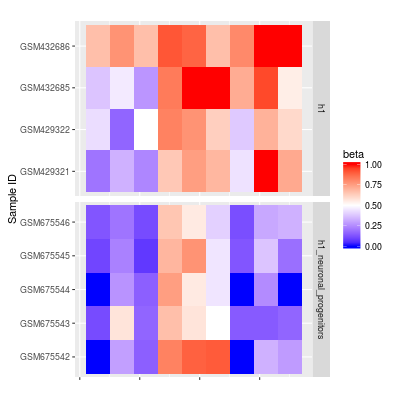 GSM432686
GSM432685
GSM429322
GSM429321
h1
GSM675546
GSM675545
GSM675544
GSM675543
GSM675542
h1_neuronal_progenitors
Sample ID
beta
1.00
0.75
0.50
0.25
0.00